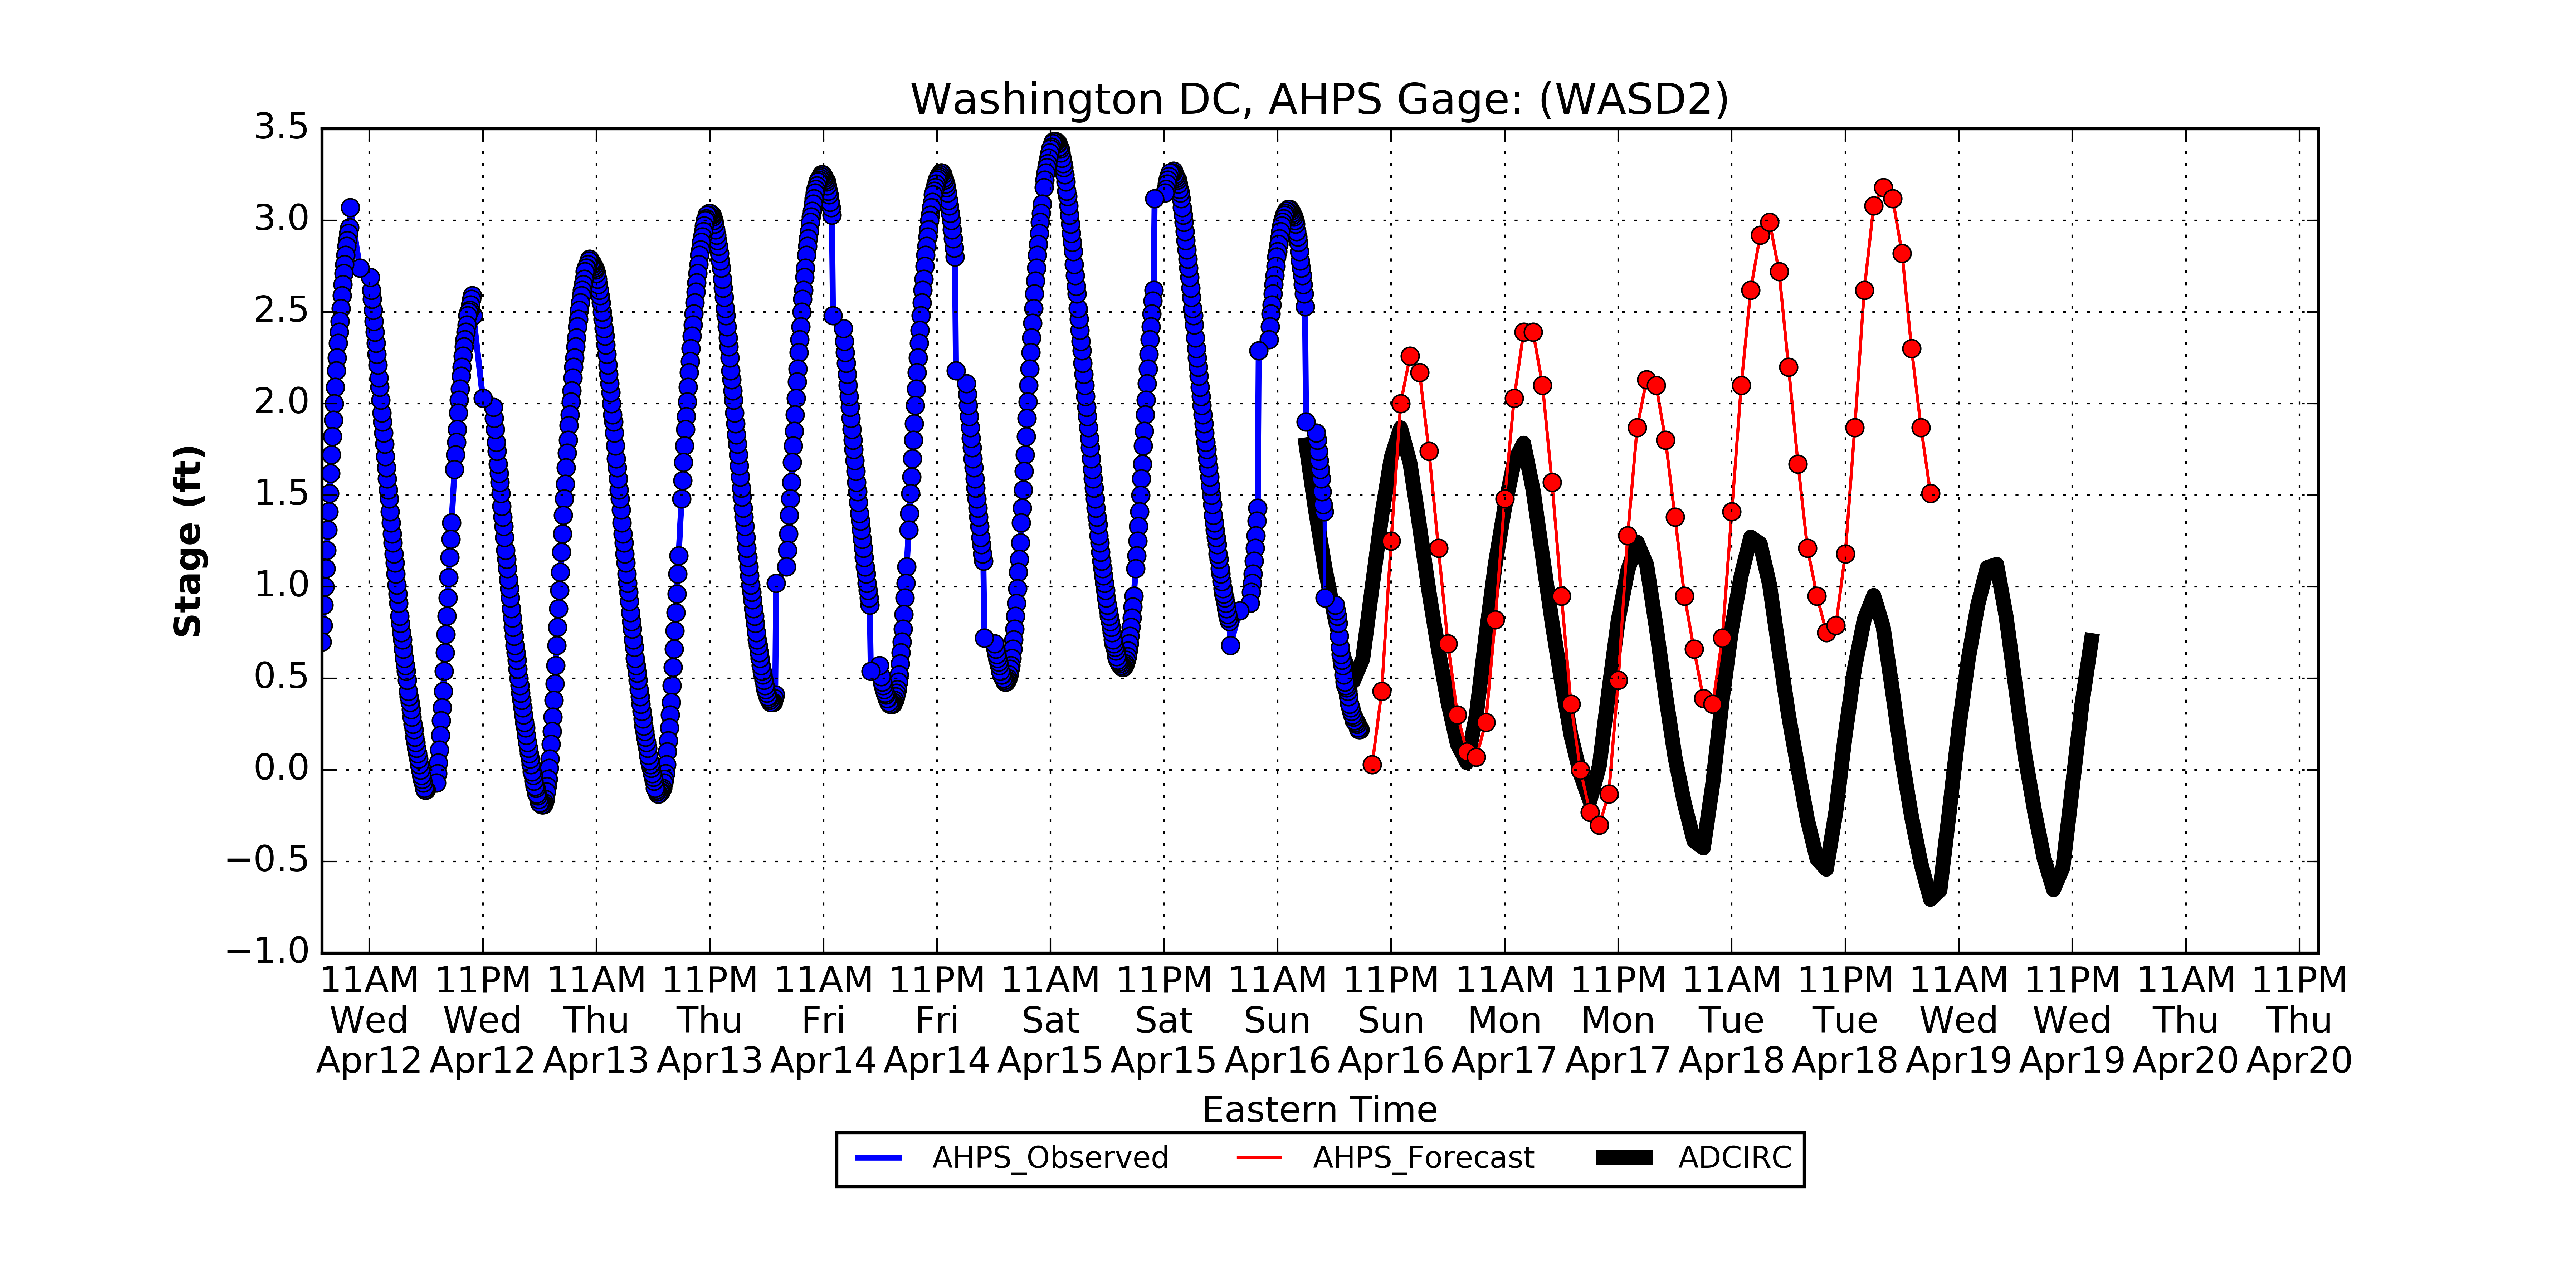 Washington DC, AHPS Gage: (WASD2)
3.5
3.0
2.5
2.0
1.5
1.0
0.5
0.0
−0.5
−1.0
Stage (ft)
11AM 11PM 11AM 11PM 11AM 11PM 11AM 11PM 11AM 11PM 11AM 11PM 11AM 11PM 11AM 11PM 11AM 11PM
Wed Wed Thu Thu Fri Fri Sat Sat Sun Sun Mon Mon Tue Tue Wed Wed Thu Thu
Apr12 Apr12 Apr13 Apr13 Apr14 Apr14 Apr15 Apr15 Apr16 Apr16 Apr17 Apr17 Apr18 Apr18 Apr19 Apr19 Apr20 Apr20
Eastern Time
AHPS_Observed AHPS_Forecast ADCIRC